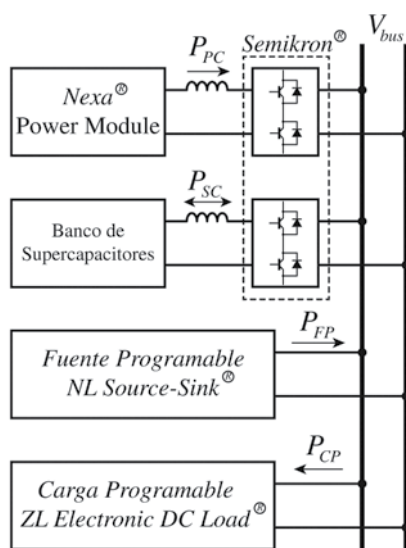 V_bus
P_PC
Semikron®
Nexa®
Power Module
P_SC
Banco de
Supercapacitores
P_FP
Fuente Programable
NL Source-Sink®
P_CP
Carga Programable
ZL Electronic DC Load®